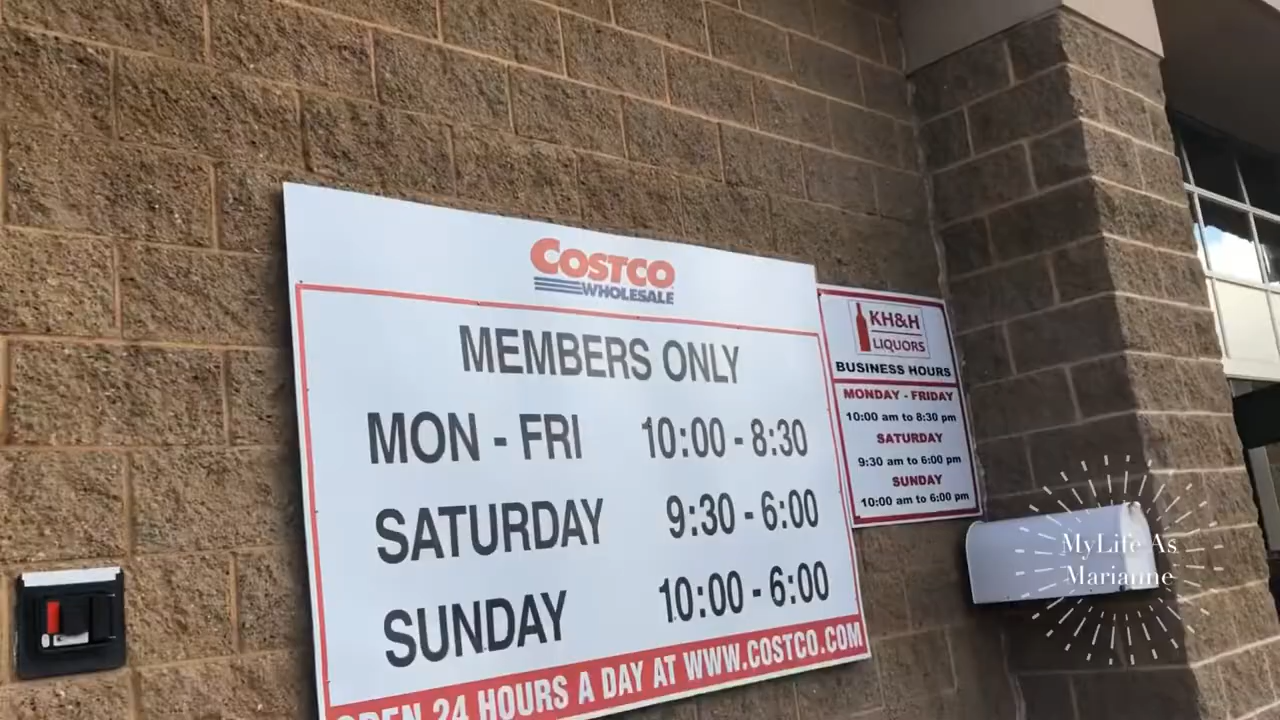 COSTCO
WHOLESALE
MEMBERS ONLY
MON - FRI 10:00 - 8:30
SATURDAY 9:30 - 6:00
SUNDAY 10:00 - 6:00
OPEN 24 HOURS A DAY AT WWW.COSTCO.COM
KH&H
LIQUORS
BUSINESS HOURS
MONDAY - FRIDAY
10:00 am to 8:30 pm
SATURDAY
9:30 am to 6:00 pm
SUNDAY
10:00 am to 6:00 pm
MyLife As
Marianne